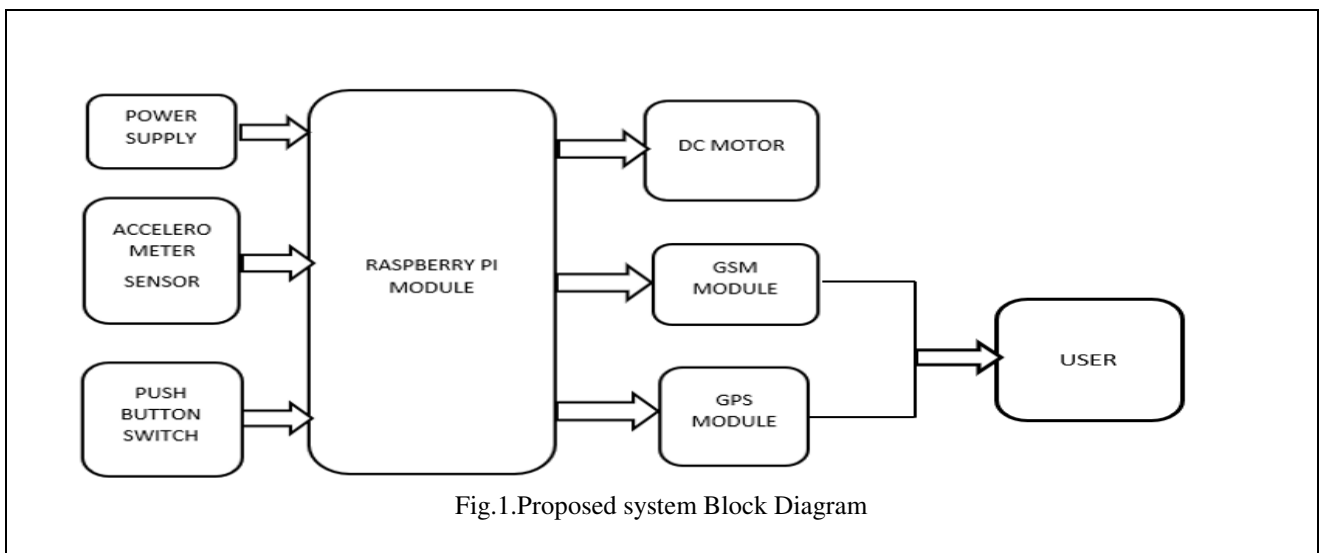 POWER
SUPPLY
ACCELERO
METER
SENSOR
PUSH
BUTTON
SWITCH
RASPBERRY PI
MODULE
DC MOTOR
GSM
MODULE
GPS
MODULE
USER
Fig.1.Proposed system Block Diagram